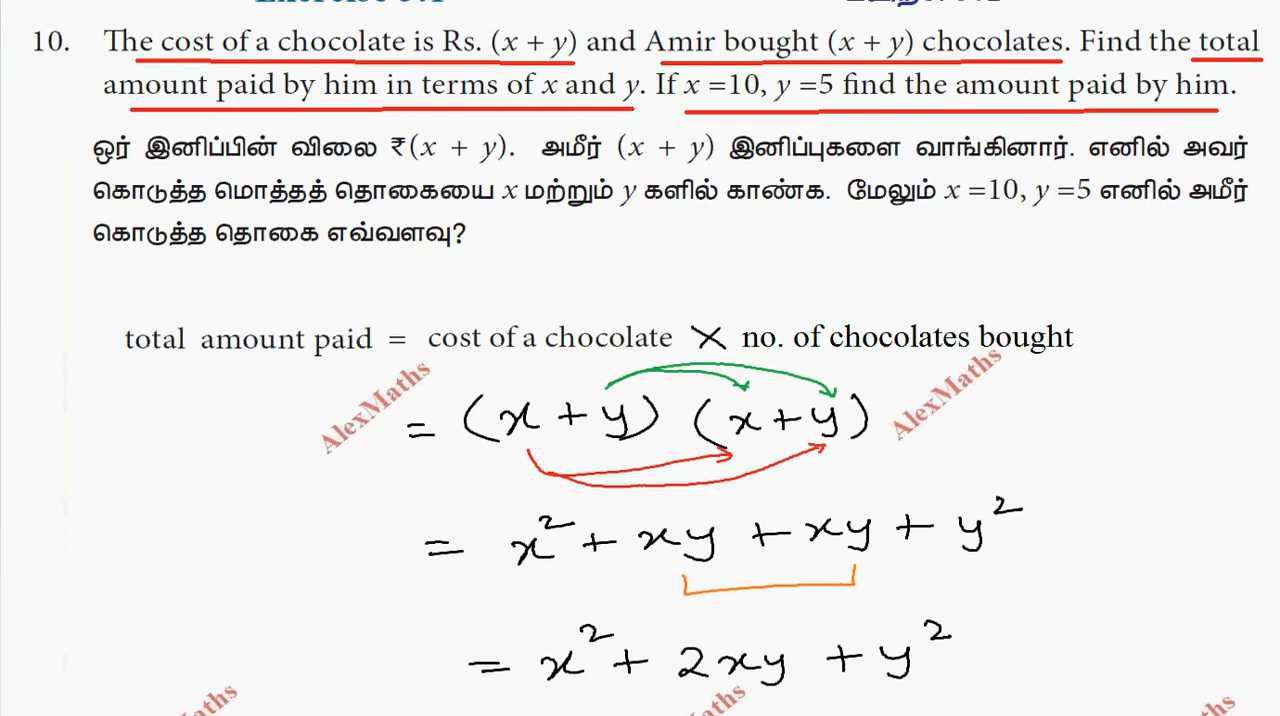 10. The cost of a chocolate is Rs. (x + y) and Amir bought (x + y) chocolates. Find the total
amount paid by him in terms of x and y. If x =10, y =5 find the amount paid by him.
ஒர் இனிப்பின் விலை ₹(x + y). அமீர் (x + y) இனிப்புகளை வாங்கினார். எனில் அவர்
கொடுத்த மொத்தத் தொகையை x மற்றும் y களில் காண்க. மேலும் x =10, y =5 எனில் அமீர்
கொடுத்த தொகை எவ்வளவு?
total amount paid = cost of a chocolate × no. of chocolates bought
AlexMaths
AlexMaths
= (x + y) (x + y)
= x² + xy + xy + y²
= x² + 2xy + y²